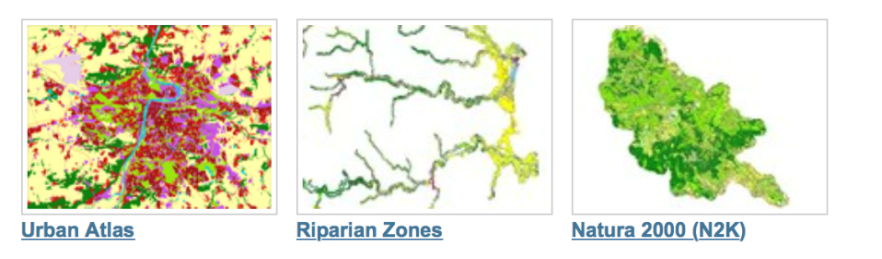 Urban Atlas
Riparian Zones
Natura 2000 (N2K)